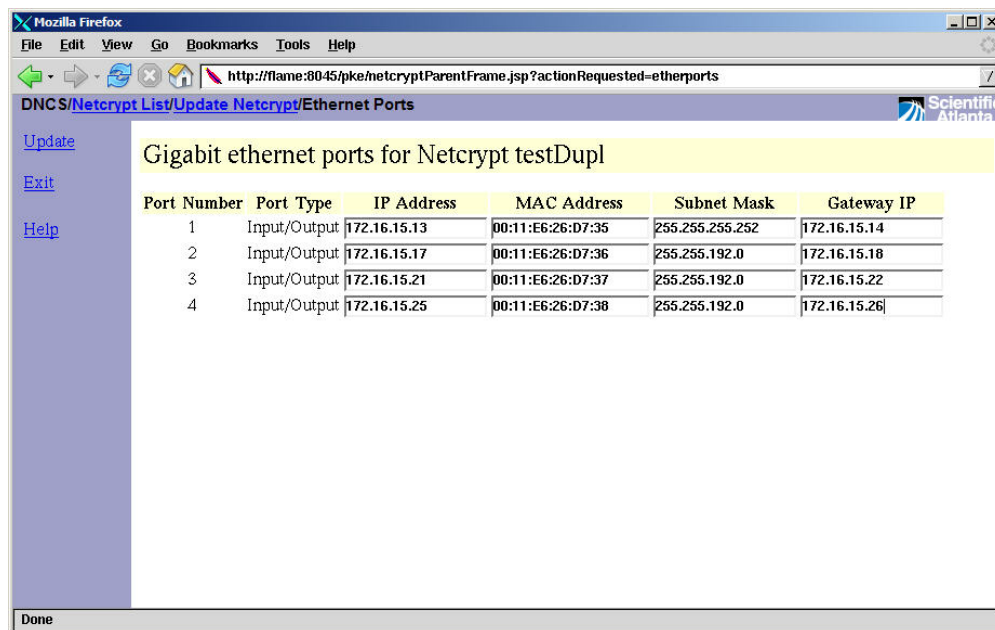 Mozilla Firefox
File Edit View Go Bookmarks Tools Help
http://flame:8045/pke/netcryptParentFrame.jsp?actionRequested=etherports
DNCS/Netcrypt List/Update Netcrypt/Ethernet Ports
Scientific
Atlanta
Update
Exit
Help
Gigabit ethernet ports for Netcrypt testDupl
Port Number Port Type IP Address MAC Address Subnet Mask Gateway IP
1 Input/Output 172.16.15.13 00:11:E6:26:D7:35 255.255.255.252 172.16.15.14
2 Input/Output 172.16.15.17 00:11:E6:26:D7:36 255.255.192.0 172.16.15.18
3 Input/Output 172.16.15.21 00:11:E6:26:D7:37 255.255.192.0 172.16.15.22
4 Input/Output 172.16.15.25 00:11:E6:26:D7:38 255.255.192.0 172.16.15.26
Done